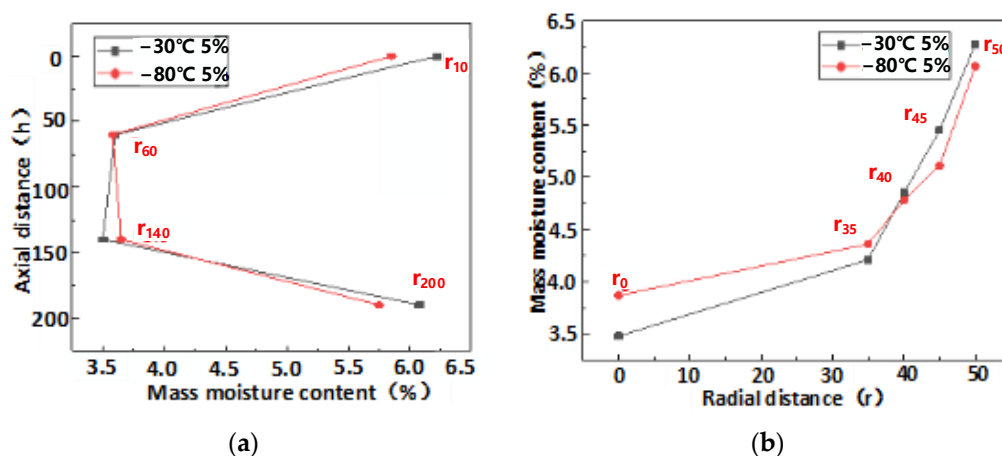 −30℃ 5%
−80℃ 5%
r10
r60
r140
r200
0
50
100
150
200
Axial distance (h)
3.5 4.0 4.5 5.0 5.5 6.0 6.5
Mass moisture content (%)
(a)
−30℃ 5%
−80℃ 5%
r50
r45
r40
r35
r0
6.5
6.0
5.5
5.0
4.5
4.0
3.5
Mass moisture content (%)
0 10 20 30 40 50
Radial distance (r)
(b)